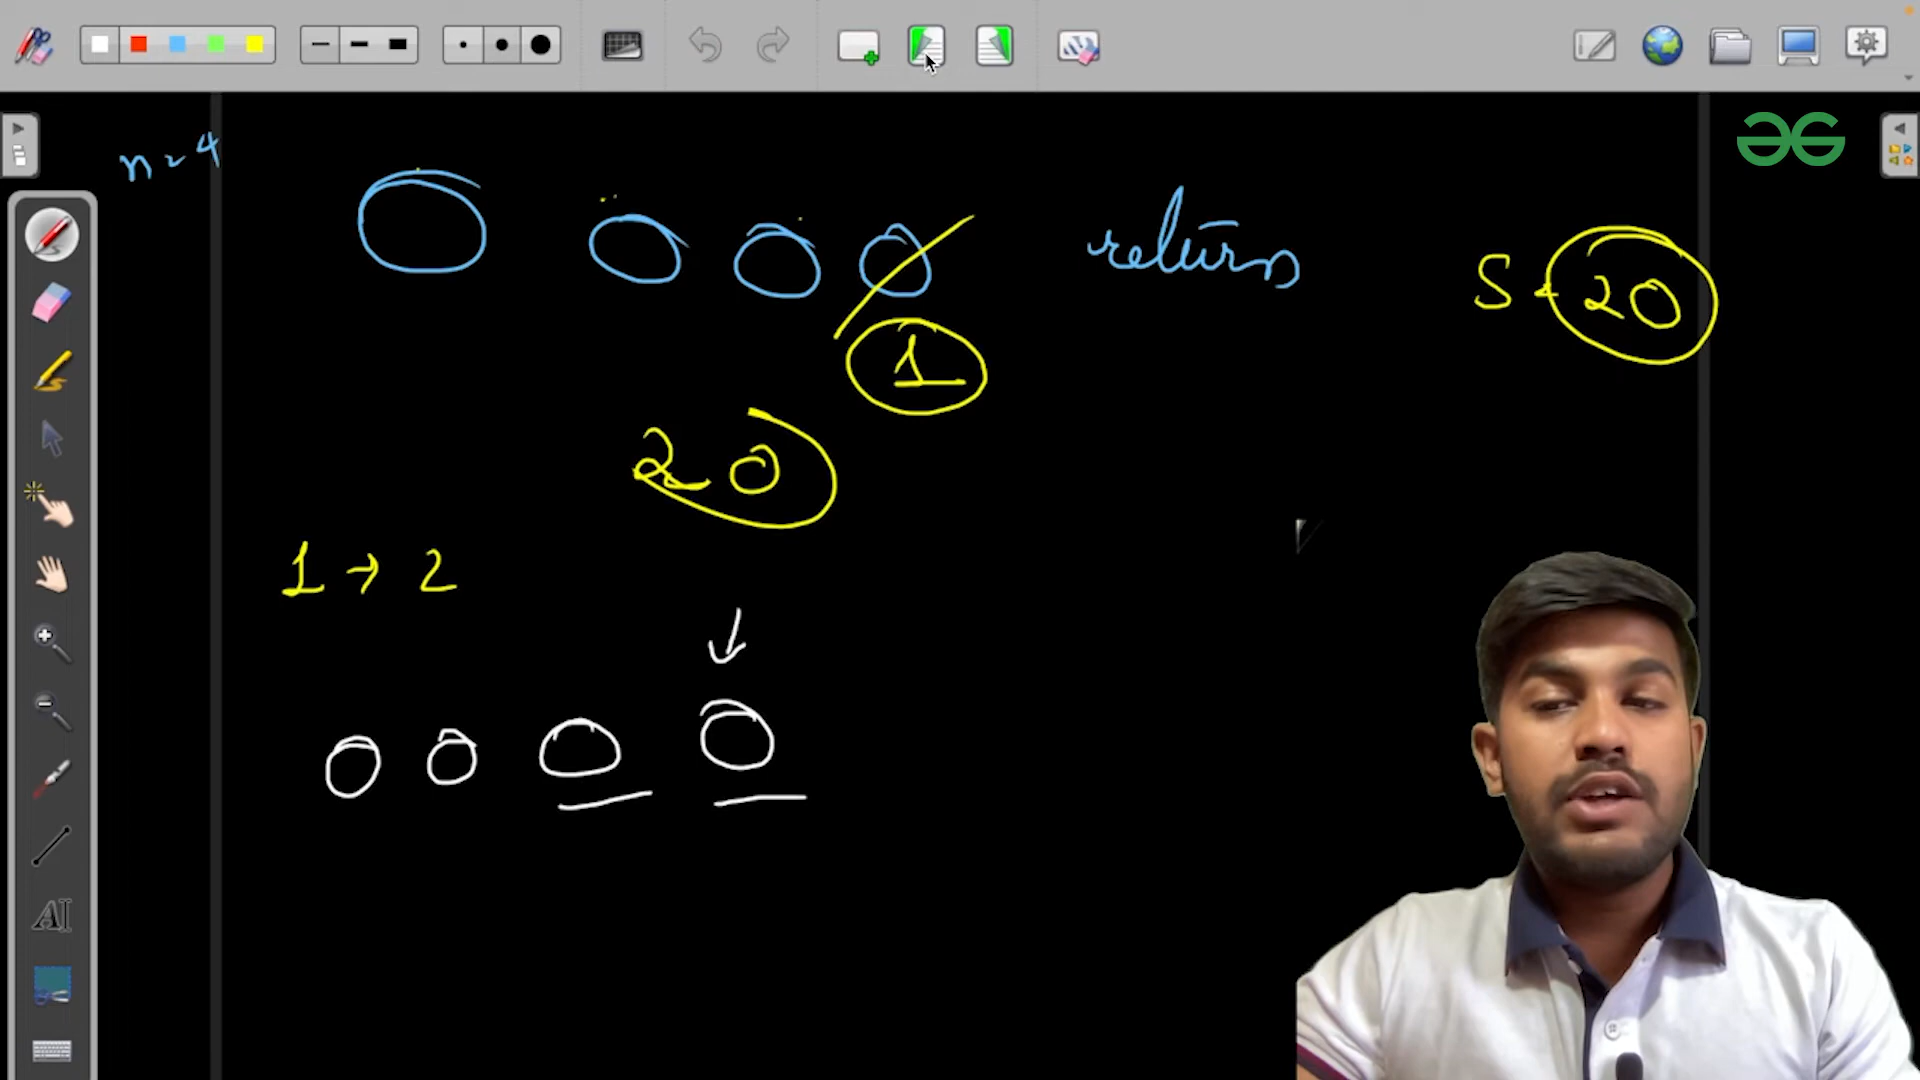 n = 4
return
S = 20
1
20
1 → 2